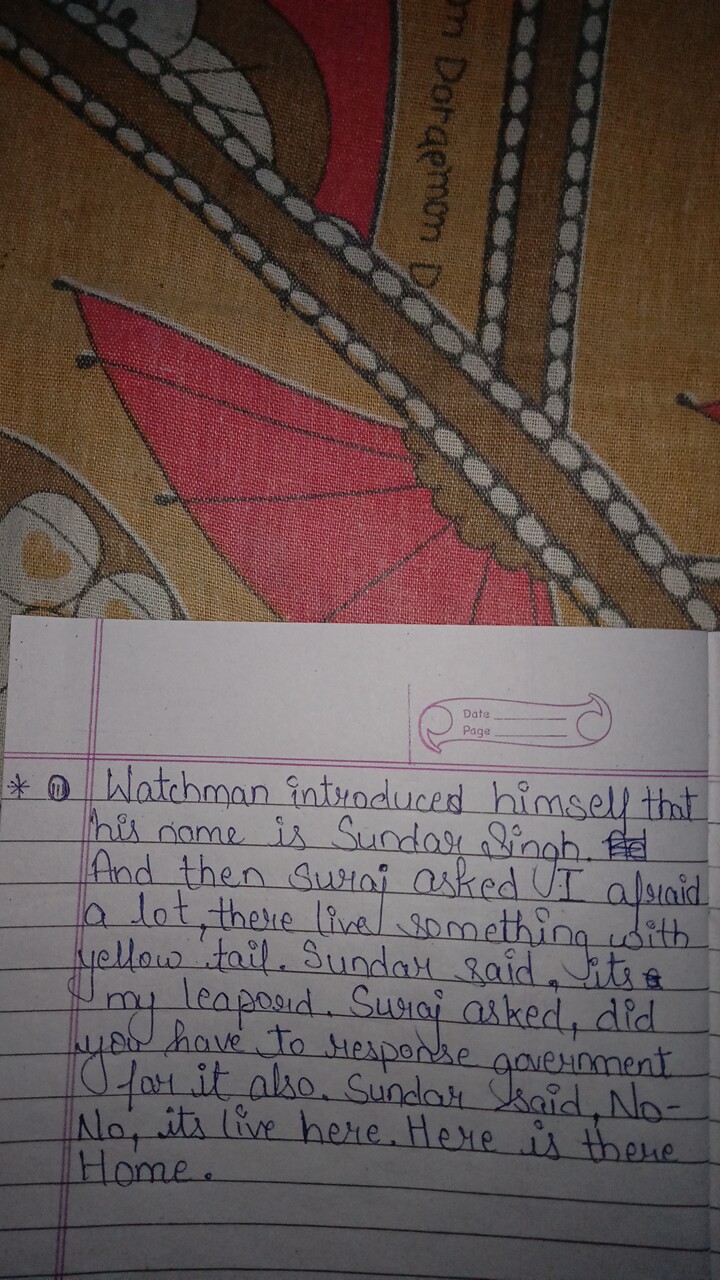 m Doraemon D
Date
Page
* (11) Watchman introduced himself that
his name is Sundar Singh.
And then Suraj asked I afraid
a lot, there live something with
yellow tail. Sundar said, its
my leapord. Suraj asked, did
you have to response government
for it also. Sundar said, No-
No, its live here. Here is there
Home.